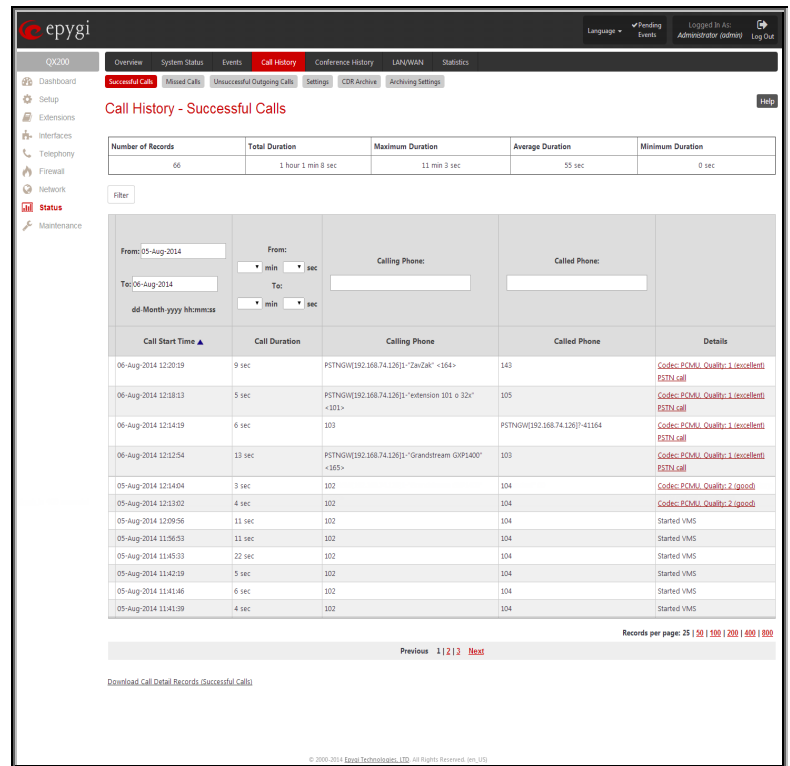 epygi
Language
Pending Events
Logged In As:
Administrator (admin)
Log Out
QX200
Overview System Status Events Call History Conference History LAN/WAN Statistics
Dashboard
Setup
Extensions
Interfaces
Telephony
Firewall
Network
Status
Maintenance
Successful Calls Missed Calls Unsuccessful Outgoing Calls Settings CDR Archive Archiving Settings
Help
Call History - Successful Calls
Number of Records Total Duration Maximum Duration Average Duration Minimum Duration
66 1 hour 1 min 8 sec 11 min 3 sec 55 sec 0 sec
Filter
From: 05-Aug-2014
To: 06-Aug-2014
dd-Month-yyyy hh:mm:ss
From:
min sec
To:
min sec
Calling Phone:
Called Phone:
Call Start Time Call Duration Calling Phone Called Phone Details
06-Aug-2014 12:20:19 9 sec PSTNGW[192.168.74.126]1-"ZavZak" <164> 143 Codec: PCMU, Quality: 1 (excellent)
PSTN call
06-Aug-2014 12:18:13 5 sec PSTNGW[192.168.74.126]1-"extension 101 o 32x" 105 Codec: PCMU, Quality: 1 (excellent)
<101> PSTN call
06-Aug-2014 12:14:19 6 sec 103 PSTNGW[192.168.74.126]?-41164 Codec: PCMU, Quality: 1 (excellent)
PSTN call
06-Aug-2014 12:12:54 13 sec PSTNGW[192.168.74.126]1-"Grandstream GXP1400" 103 Codec: PCMU, Quality: 1 (excellent)
<165> PSTN call
05-Aug-2014 12:14:04 3 sec 102 104 Codec: PCMU, Quality: 2 (good)
05-Aug-2014 12:13:02 4 sec 102 104 Codec: PCMU, Quality: 2 (good)
05-Aug-2014 12:09:56 11 sec 102 104 Started VMS
05-Aug-2014 11:56:53 11 sec 102 104 Started VMS
05-Aug-2014 11:45:33 22 sec 102 104 Started VMS
05-Aug-2014 11:42:19 5 sec 102 104 Started VMS
05-Aug-2014 11:41:46 6 sec 102 104 Started VMS
05-Aug-2014 11:41:39 4 sec 102 104 Started VMS
Records per page: 25 | 50 | 100 | 200 | 400 | 800
Previous 1 | 2 | 3 Next
Download Call Detail Records (Successful Calls)
© 2000-2014 Epygi Technologies, LTD. All Rights Reserved. (en_US)